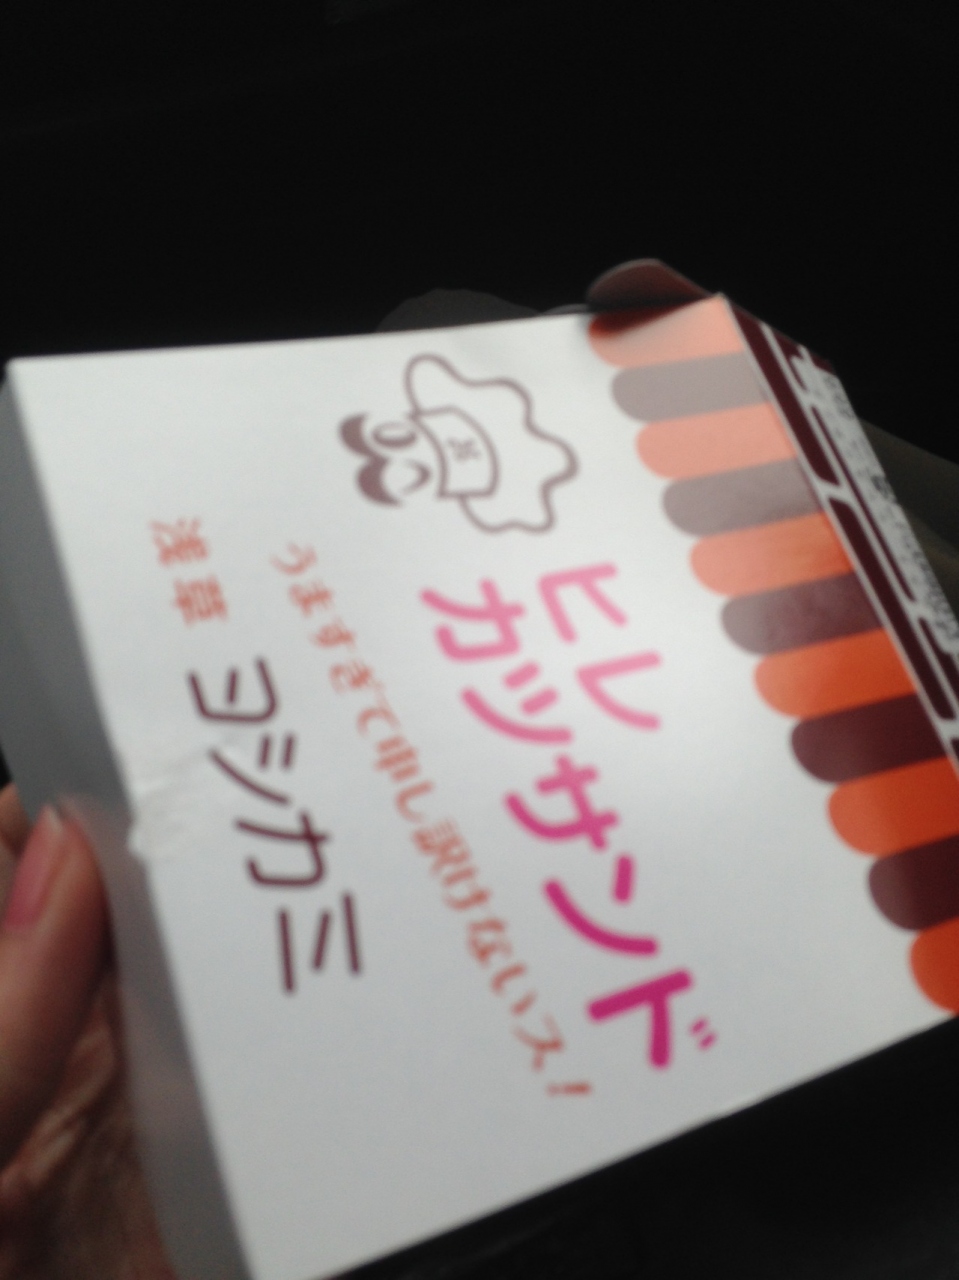 ヒレ
カツサンド
うますぎて申し訳けないス!
浅草 ヨシカミ